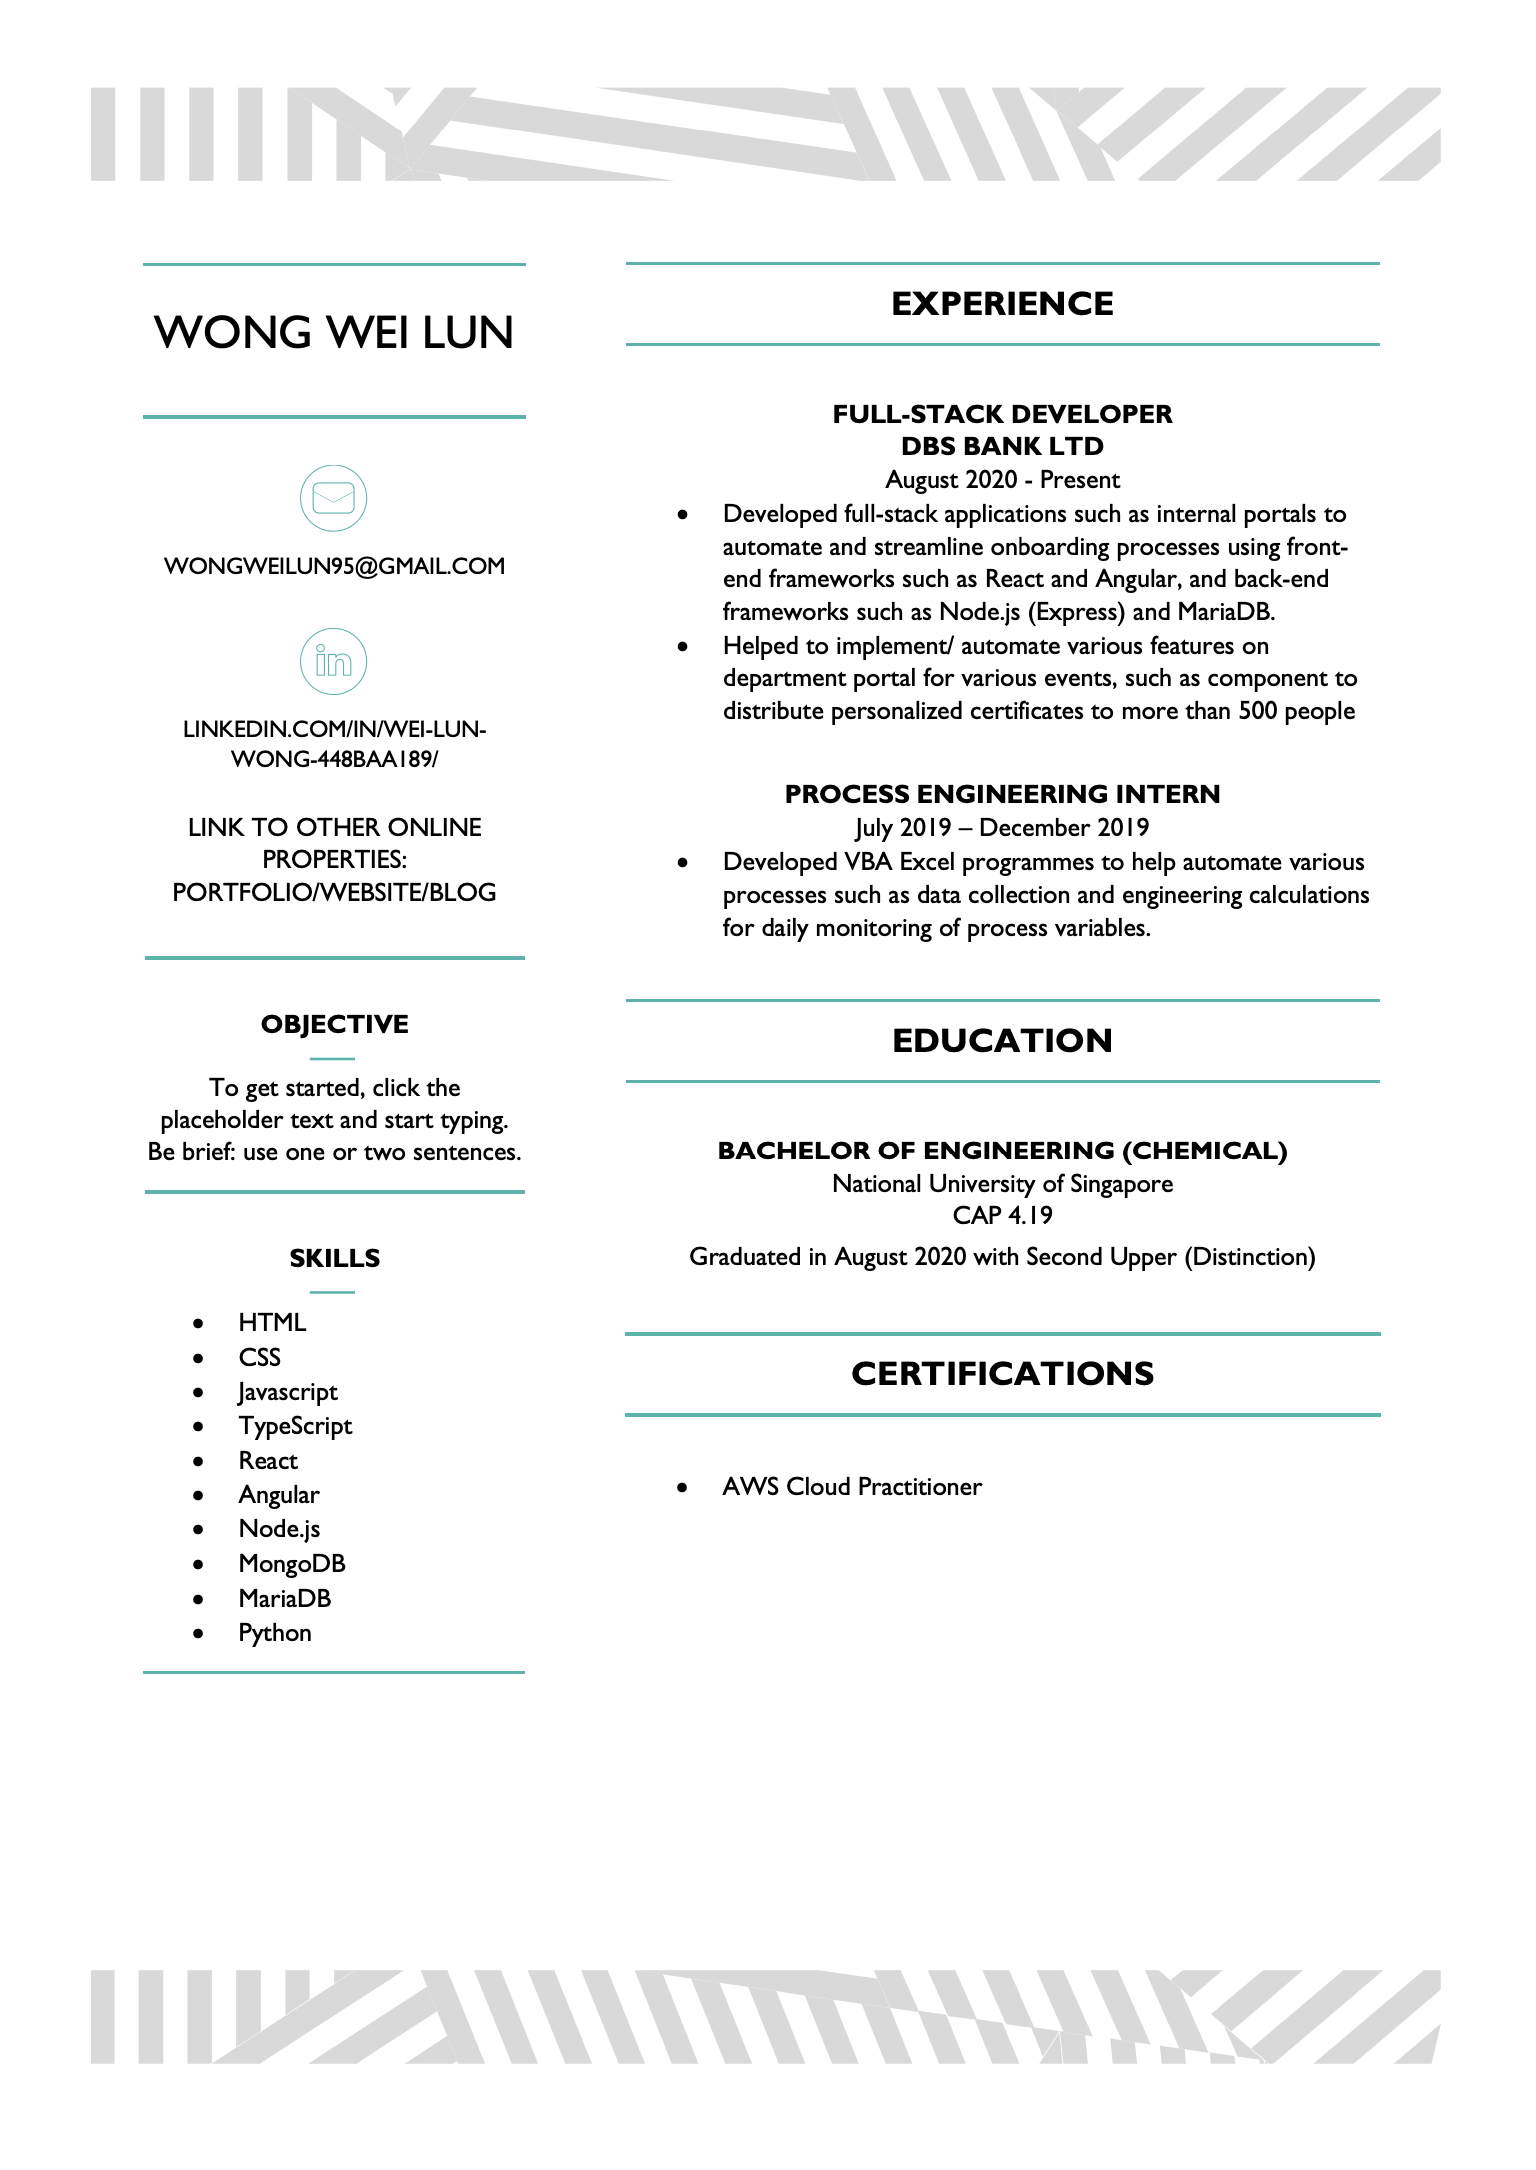 WONG WEI LUN
WONGWEILUN95@GMAIL.COM
in
LINKEDIN.COM/IN/WEI-LUN-
WONG-448BAA189/
LINK TO OTHER ONLINE
PROPERTIES:
PORTFOLIO/WEBSITE/BLOG
OBJECTIVE
To get started, click the
placeholder text and start typing.
Be brief: use one or two sentences.
SKILLS
• HTML
• CSS
• Javascript
• TypeScript
• React
• Angular
• Node.js
• MongoDB
• MariaDB
• Python
EXPERIENCE
FULL-STACK DEVELOPER
DBS BANK LTD
August 2020 - Present
• Developed full-stack applications such as internal portals to
automate and streamline onboarding processes using front-
end frameworks such as React and Angular, and back-end
frameworks such as Node.js (Express) and MariaDB.
• Helped to implement/ automate various features on
department portal for various events, such as component to
distribute personalized certificates to more than 500 people
PROCESS ENGINEERING INTERN
July 2019 – December 2019
• Developed VBA Excel programmes to help automate various
processes such as data collection and engineering calculations
for daily monitoring of process variables.
EDUCATION
BACHELOR OF ENGINEERING (CHEMICAL)
National University of Singapore
CAP 4.19
Graduated in August 2020 with Second Upper (Distinction)
CERTIFICATIONS
• AWS Cloud Practitioner